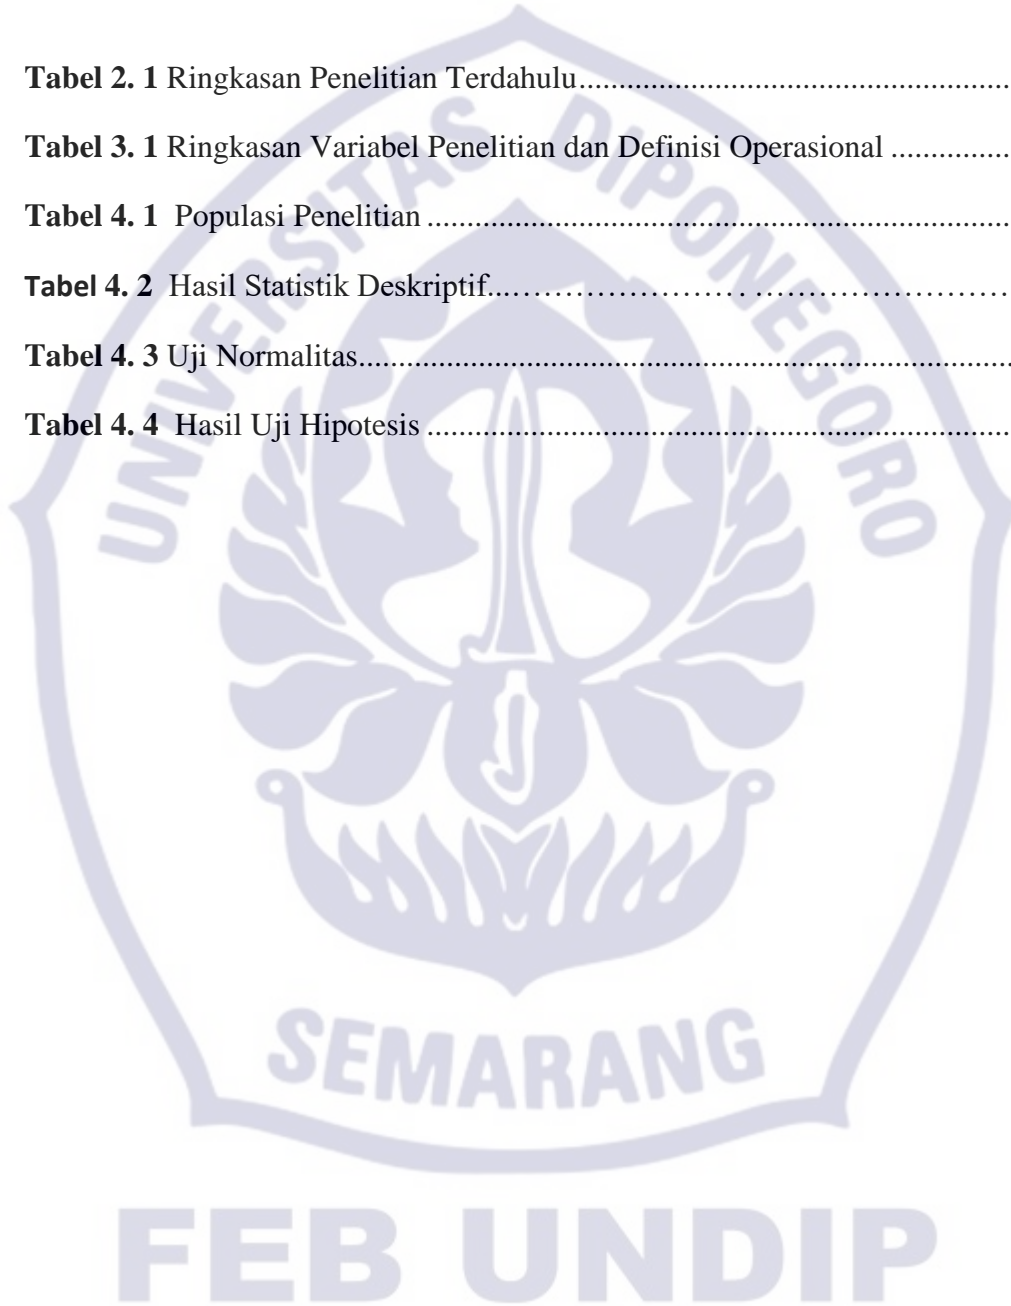 Tabel 2. 1 Ringkasan Penelitian Terdahulu......................................................
Tabel 3. 1 Ringkasan Variabel Penelitian dan Definisi Operasional ...............
Tabel 4. 1  Populasi Penelitian .........................................................................
Tabel 4. 2  Hasil Statistik Deskriptif...…………………… ……………………
Tabel 4. 3 Uji Normalitas..................................................................................
Tabel 4. 4  Hasil Uji Hipotesis .........................................................................
UNIVERSITAS DIPONEGORO
SEMARANG
FEB UNDIP